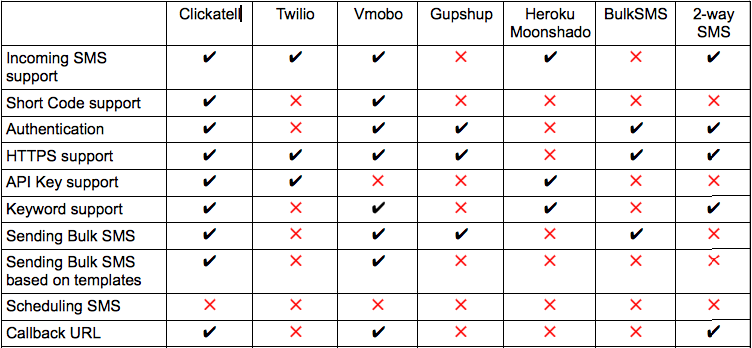 Clickatell Twilio Vmobo Gupshup Heroku Moonshado BulkSMS 2-way SMS
Incoming SMS support ✔ ✔ ✔ ✕ ✔ ✕ ✔
Short Code support ✔ ✕ ✔ ✕ ✕ ✕ ✕
Authentication ✔ ✕ ✔ ✔ ✕ ✔ ✔
HTTPS support ✔ ✔ ✔ ✔ ✕ ✔ ✔
API Key support ✔ ✔ ✕ ✕ ✔ ✕ ✕
Keyword support ✔ ✕ ✔ ✕ ✔ ✕ ✔
Sending Bulk SMS ✔ ✕ ✔ ✔ ✕ ✔ ✕
Sending Bulk SMS based on templates ✔ ✕ ✔ ✕ ✕ ✕ ✕
Scheduling SMS ✕ ✕ ✕ ✕ ✕ ✕ ✕
Callback URL ✔ ✕ ✔ ✕ ✕ ✕ ✔